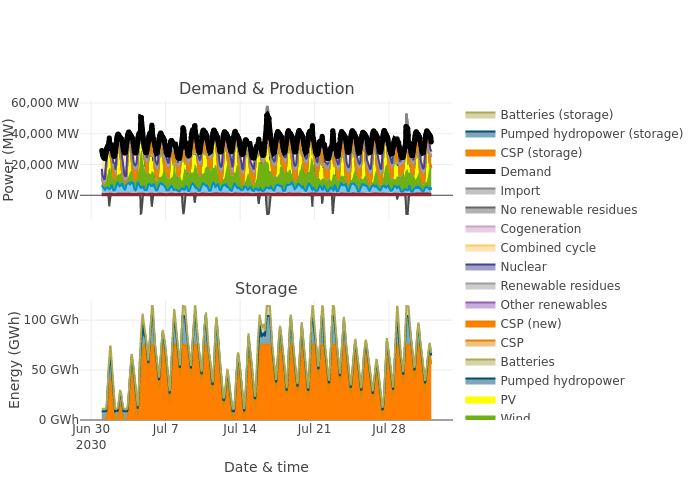 Demand & Production
60,000 MW
40,000 MW
20,000 MW
0 MW
Power (MW)
Storage
100 GWh
50 GWh
0 GWh
Energy (GWh)
Jun 30
2030
Jul 7
Jul 14
Jul 21
Jul 28
Date & time
Batteries (storage)
Pumped hydropower (storage)
CSP (storage)
Demand
Import
No renewable residues
Cogeneration
Combined cycle
Nuclear
Renewable residues
Other renewables
CSP (new)
CSP
Batteries
Pumped hydropower
PV
Wind